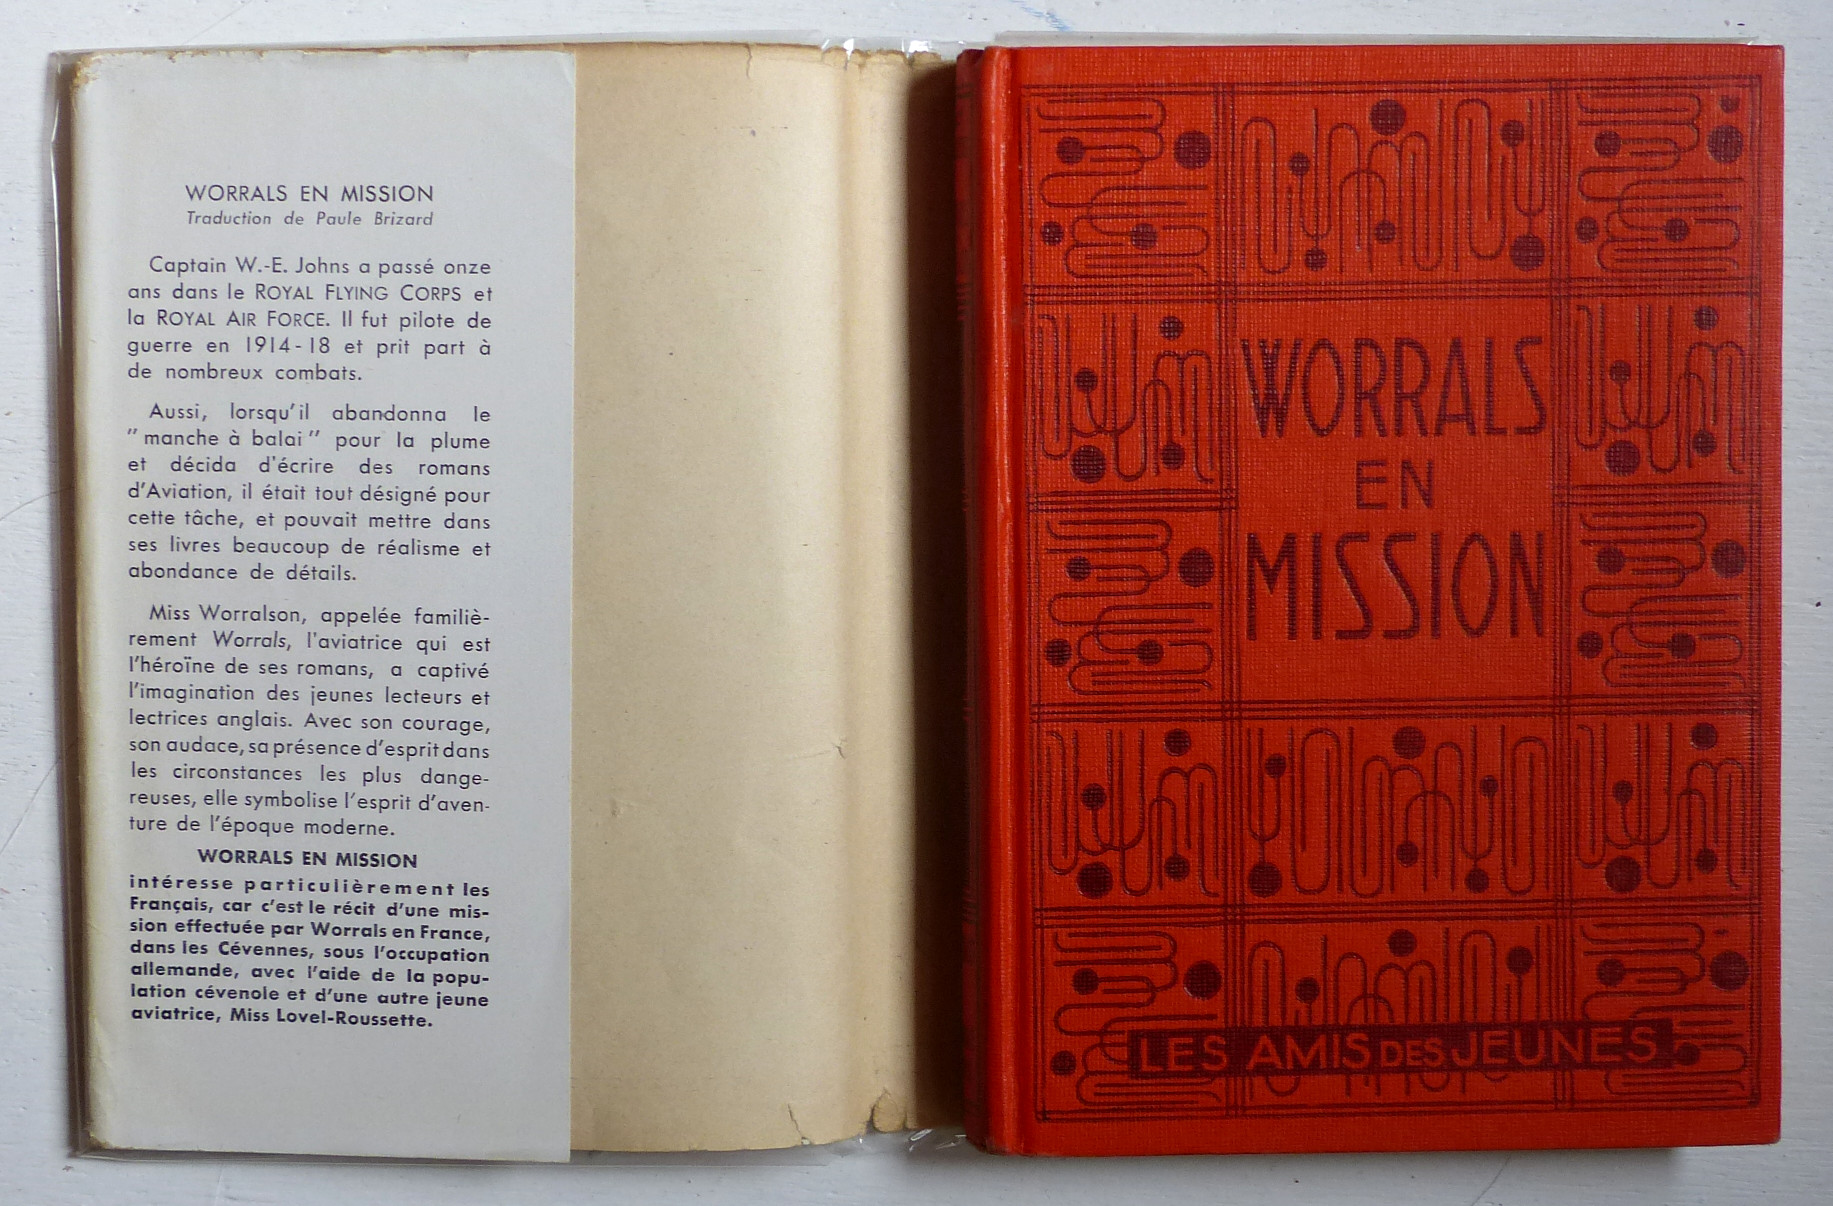 WORRALS EN MISSION
Traduction de Paule Brizard
Captain W.-E. Johns a passé onze
ans dans le ROYAL FLYING CORPS et
la ROYAL AIR FORCE. Il fut pilote de
guerre en 1914-18 et prit part à
de nombreux combats.
Aussi, lorsqu'il abandonna le
"manche à balai" pour la plume
et décida d'écrire des romans
d'Aviation, il était tout désigné pour
cette tâche, et pouvait mettre dans
ses livres beaucoup de réalisme et
abondance de détails.
Miss Worralson, appelée familiè-
rement Worrals, l'aviatrice qui est
l'héroïne de ses romans, a captivé
l'imagination des jeunes lecteurs et
lectrices anglais. Avec son courage,
son audace, sa présence d'esprit dans
les circonstances les plus dange-
reuses, elle symbolise l'esprit d'aven-
ture de l'époque moderne.
WORRALS EN MISSION
intéresse particulièrement les
Français, car c'est le récit d'une mis-
sion effectuée par Worrals en France,
dans les Cévennes, sous l'occupation
allemande, avec l'aide de la popu-
lation cévenole et d'une autre jeune
aviatrice, Miss Lovel-Roussette.
WORRALS
EN
MISSION
LES AMIS DES JEUNES